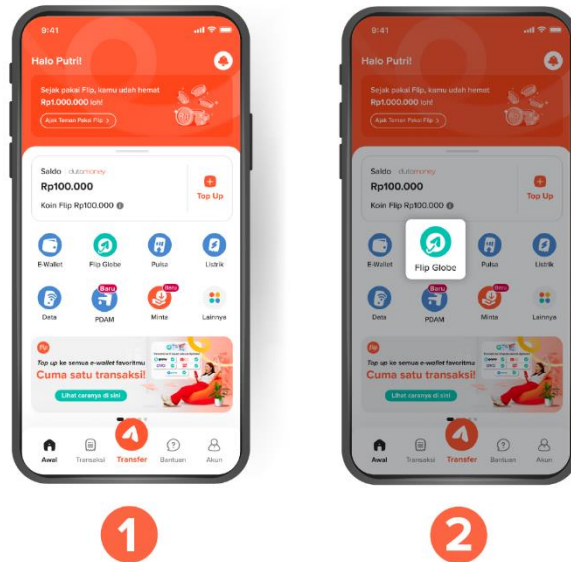 9:41
Halo Putri!
Sejak pakai Flip, kamu udah hemat
Rp1.000.000 loh!
Ajak Teman Pakai Flip >
Saldo dutamoney
Rp100.000
Koin Flip Rp100.000
Top Up
E-Wallet
Flip Globe
Pulsa
Listrik
Baru
Baru
Data
PDAM
Minta
Lainnya
flip
Top up ke semua e-wallet favoritmu
Cuma satu transaksi!
Lihat caranya di sini
Awal
Transaksi
Transfer
Bantuan
Akun
1
9:41
Halo Putri!
Sejak pakai Flip, kamu udah hemat
Rp1.000.000 loh!
Ajak Teman Pakai Flip >
Saldo dutamoney
Rp100.000
Koin Flip Rp100.000
Top Up
E-Wallet
Flip Globe
Pulsa
Listrik
Baru
Baru
Data
PDAM
Minta
Lainnya
flip
Top up ke semua e-wallet favoritmu
Cuma satu transaksi!
Lihat caranya di sini
Awal
Transaksi
Transfer
Bantuan
Akun
2